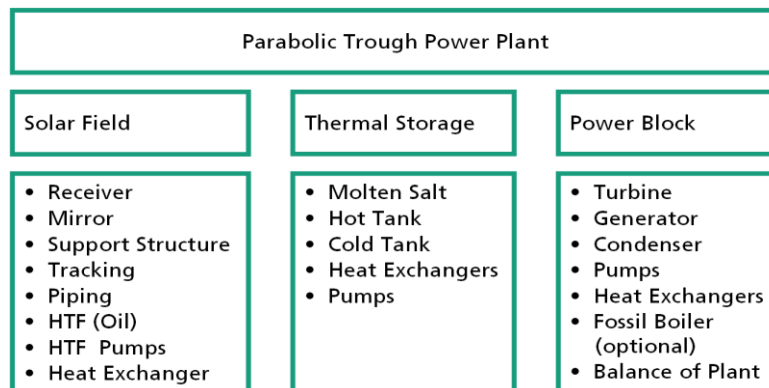 Parabolic Trough Power Plant
Solar Field
• Receiver
• Mirror
• Support Structure
• Tracking
• Piping
• HTF (Oil)
• HTF Pumps
• Heat Exchanger
Thermal Storage
• Molten Salt
• Hot Tank
• Cold Tank
• Heat Exchangers
• Pumps
Power Block
• Turbine
• Generator
• Condenser
• Pumps
• Heat Exchangers
• Fossil Boiler
(optional)
• Balance of Plant